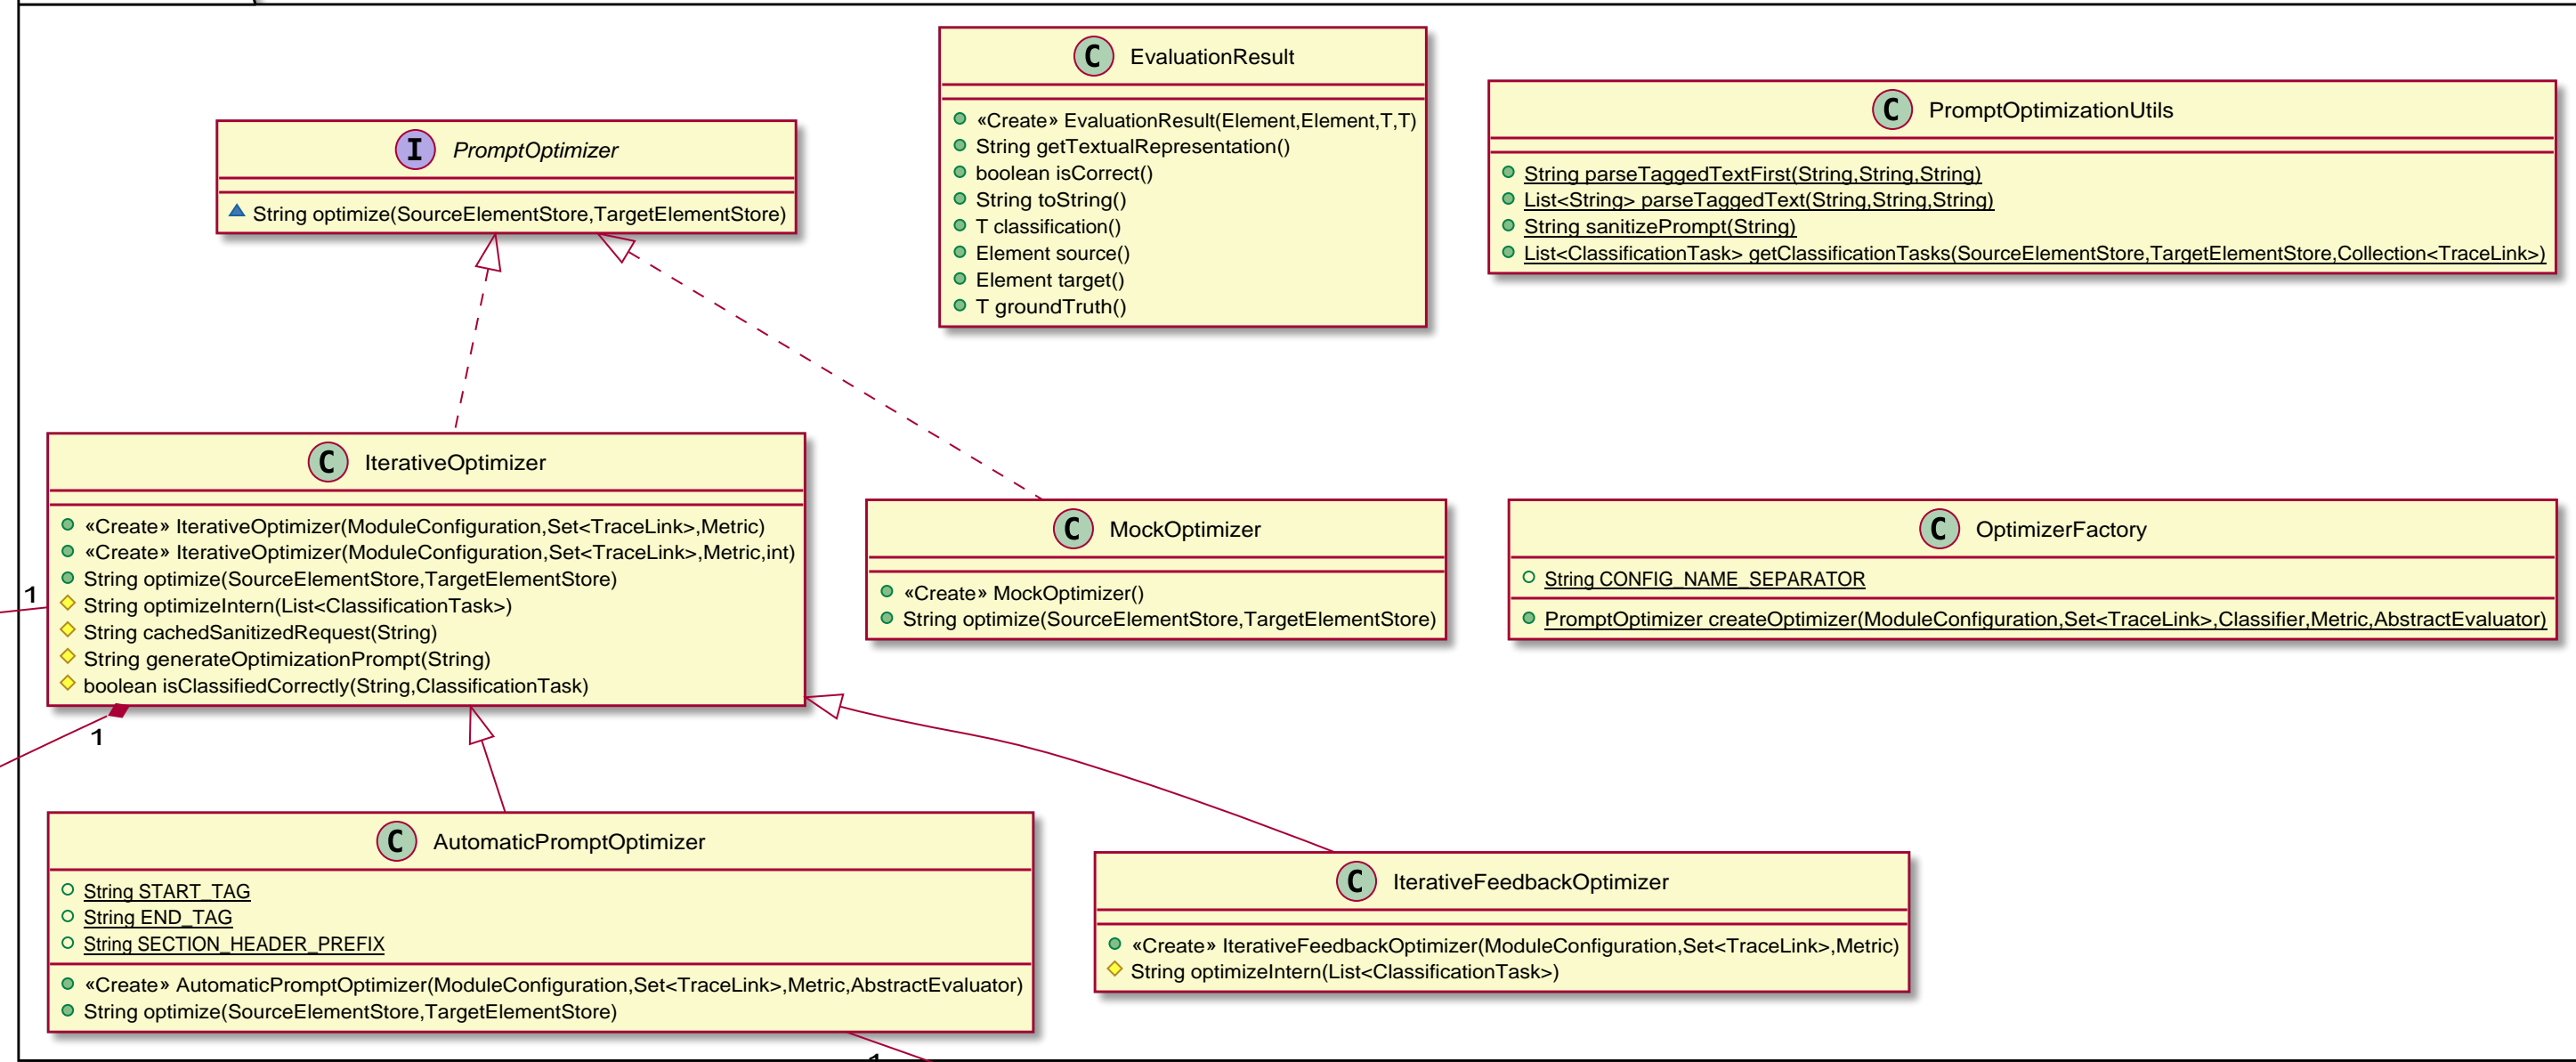 I PromptOptimizer
String optimize(SourceElementStore,TargetElementStore)
C EvaluationResult
«Create» EvaluationResult(Element,Element,T,T)
String getTextualRepresentation()
boolean isCorrect()
String toString()
T classification()
Element source()
Element target()
T groundTruth()
C PromptOptimizationUtils
String parseTaggedTextFirst(String,String,String)
List<String> parseTaggedText(String,String,String)
String sanitizePrompt(String)
List<ClassificationTask> getClassificationTasks(SourceElementStore,TargetElementStore,Collection<TraceLink>)
C IterativeOptimizer
«Create» IterativeOptimizer(ModuleConfiguration,Set<TraceLink>,Metric)
«Create» IterativeOptimizer(ModuleConfiguration,Set<TraceLink>,Metric,int)
String optimize(SourceElementStore,TargetElementStore)
String optimizeIntern(List<ClassificationTask>)
String cachedSanitizedRequest(String)
String generateOptimizationPrompt(String)
boolean isClassifiedCorrectly(String,ClassificationTask)
1
1
C MockOptimizer
«Create» MockOptimizer()
String optimize(SourceElementStore,TargetElementStore)
C OptimizerFactory
String CONFIG_NAME_SEPARATOR
PromptOptimizer createOptimizer(ModuleConfiguration,Set<TraceLink>,Classifier,Metric,AbstractEvaluator)
C AutomaticPromptOptimizer
String START_TAG
String END_TAG
String SECTION_HEADER_PREFIX
«Create» AutomaticPromptOptimizer(ModuleConfiguration,Set<TraceLink>,Metric,AbstractEvaluator)
String optimize(SourceElementStore,TargetElementStore)
1
C IterativeFeedbackOptimizer
«Create» IterativeFeedbackOptimizer(ModuleConfiguration,Set<TraceLink>,Metric)
String optimizeIntern(List<ClassificationTask>)